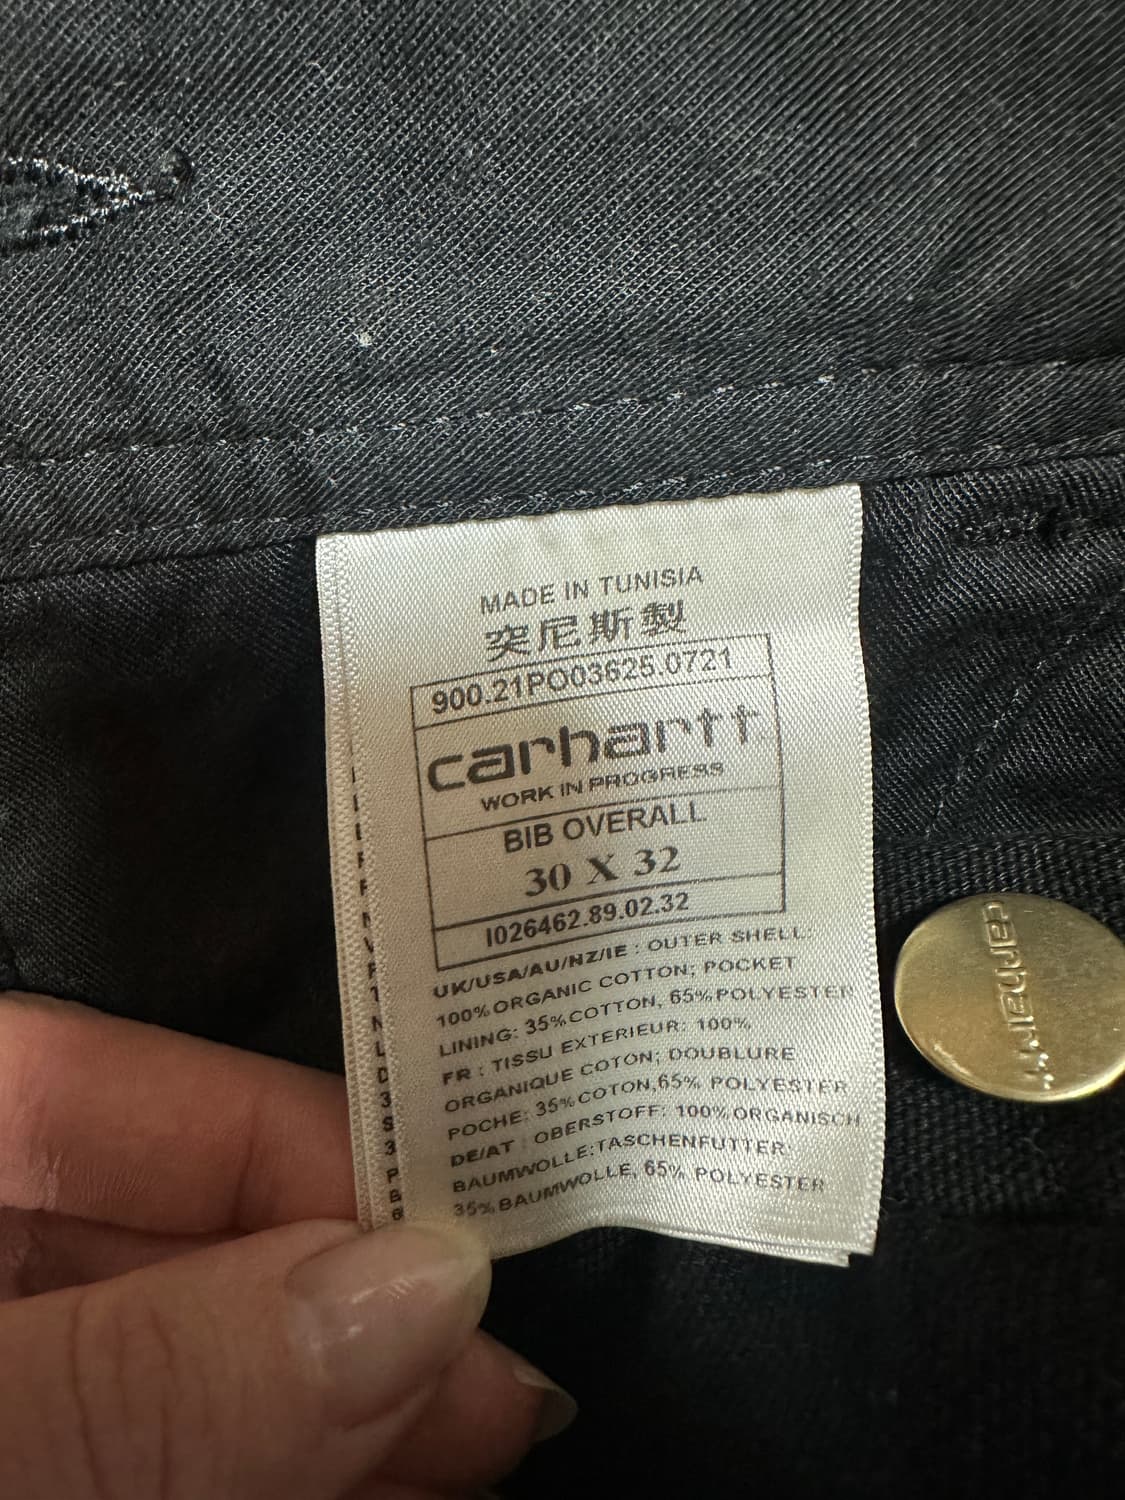 MADE IN TUNISIA
突尼斯製
900.21PO03625.0721
carhartt
WORK IN PROGRESS
BIB OVERALL
30 X 32
I026462.89.02.32
UK/USA/AU/NZ/IE : OUTER SHELL:
100%ORGANIC COTTON; POCKET
LINING: 35%COTTON, 65%POLYESTER
FR : TISSU EXTERIEUR: 100%
ORGANIQUE COTON; DOUBLURE
POCHE: 35%COTON,65% POLYESTER
DE/AT : OBERSTOFF: 100%ORGANISCH
BAUMWOLLE:TASCHENFUTTER:
35%BAUMWOLLE, 65% POLYESTER
carhartt